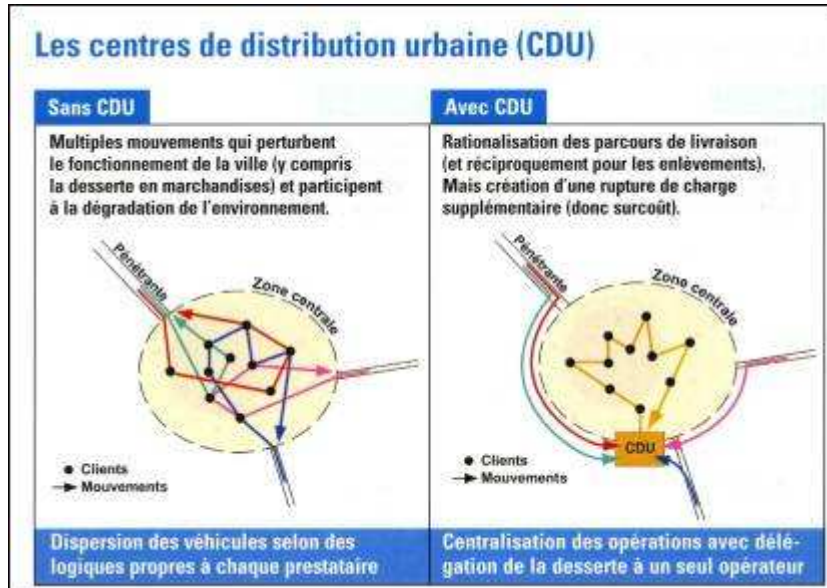 Les centres de distribution urbaine (CDU)
Sans CDU
Multiples mouvements qui perturbent
le fonctionnement de la ville (y compris
la desserte en marchandises) et participent
à la dégradation de l'environnement.
Pénétrante
Zone centrale
Clients
Mouvements
Dispersion des véhicules selon des
logiques propres à chaque prestataire
Avec CDU
Rationalisation des parcours de livraison
(et réciproquement pour les enlèvements).
Mais création d'une rupture de charge
supplémentaire (donc surcoût).
Pénétrante
Zone centrale
CDU
Clients
Mouvements
Centralisation des opérations avec délé-
gation de la desserte à un seul opérateur